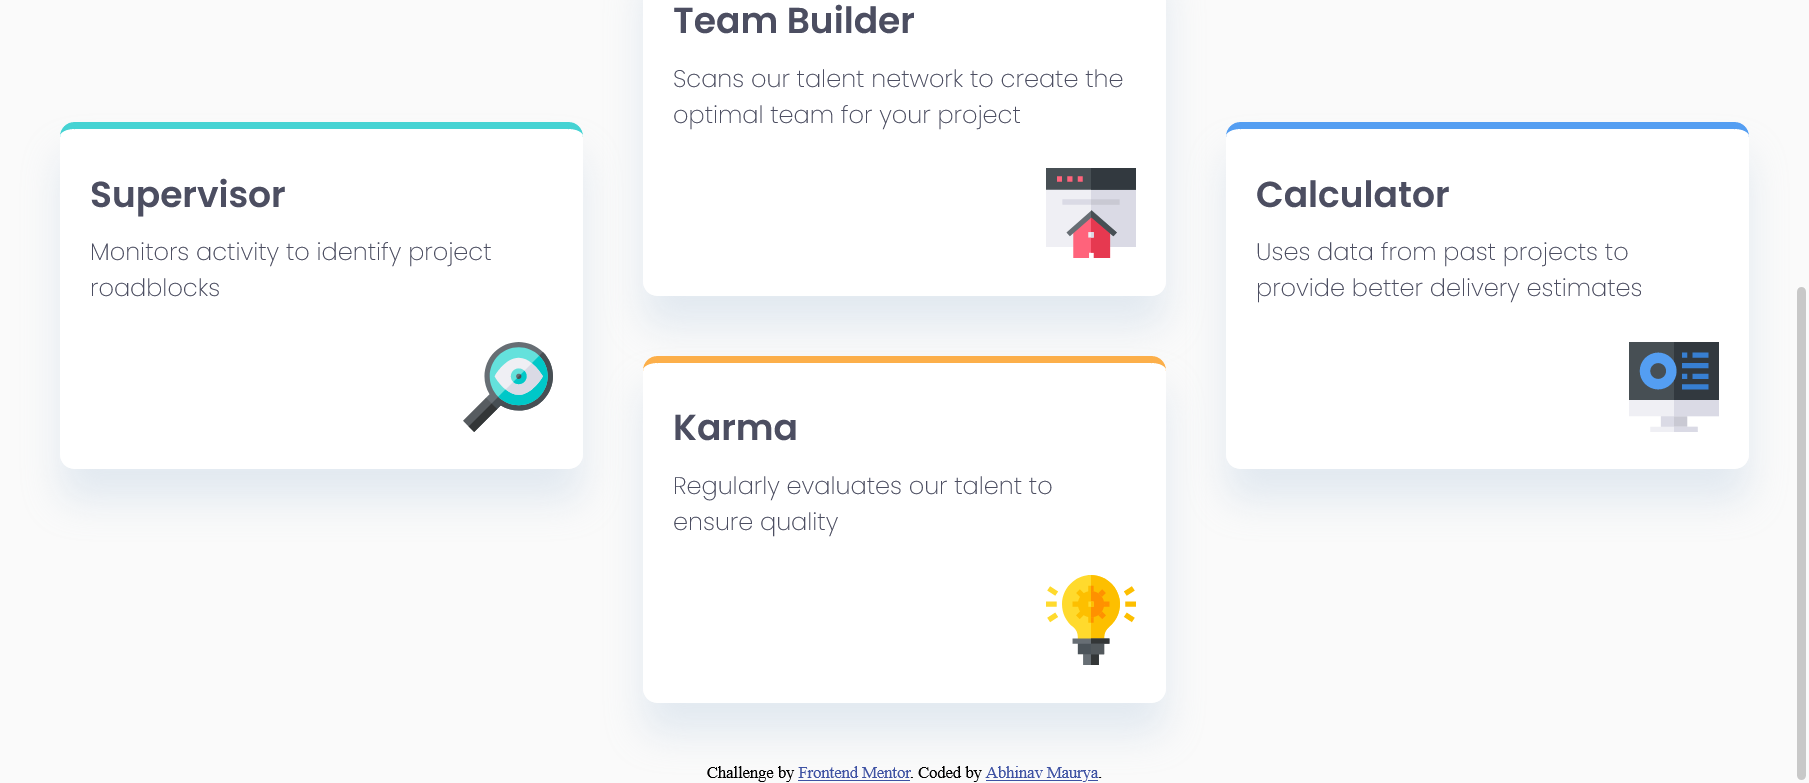 Team Builder
Scans our talent network to create the
optimal team for your project
Supervisor
Monitors activity to identify project
roadblocks
Calculator
Uses data from past projects to
provide better delivery estimates
Karma
Regularly evaluates our talent to
ensure quality
Challenge by Frontend Mentor. Coded by Abhinav Maurya.